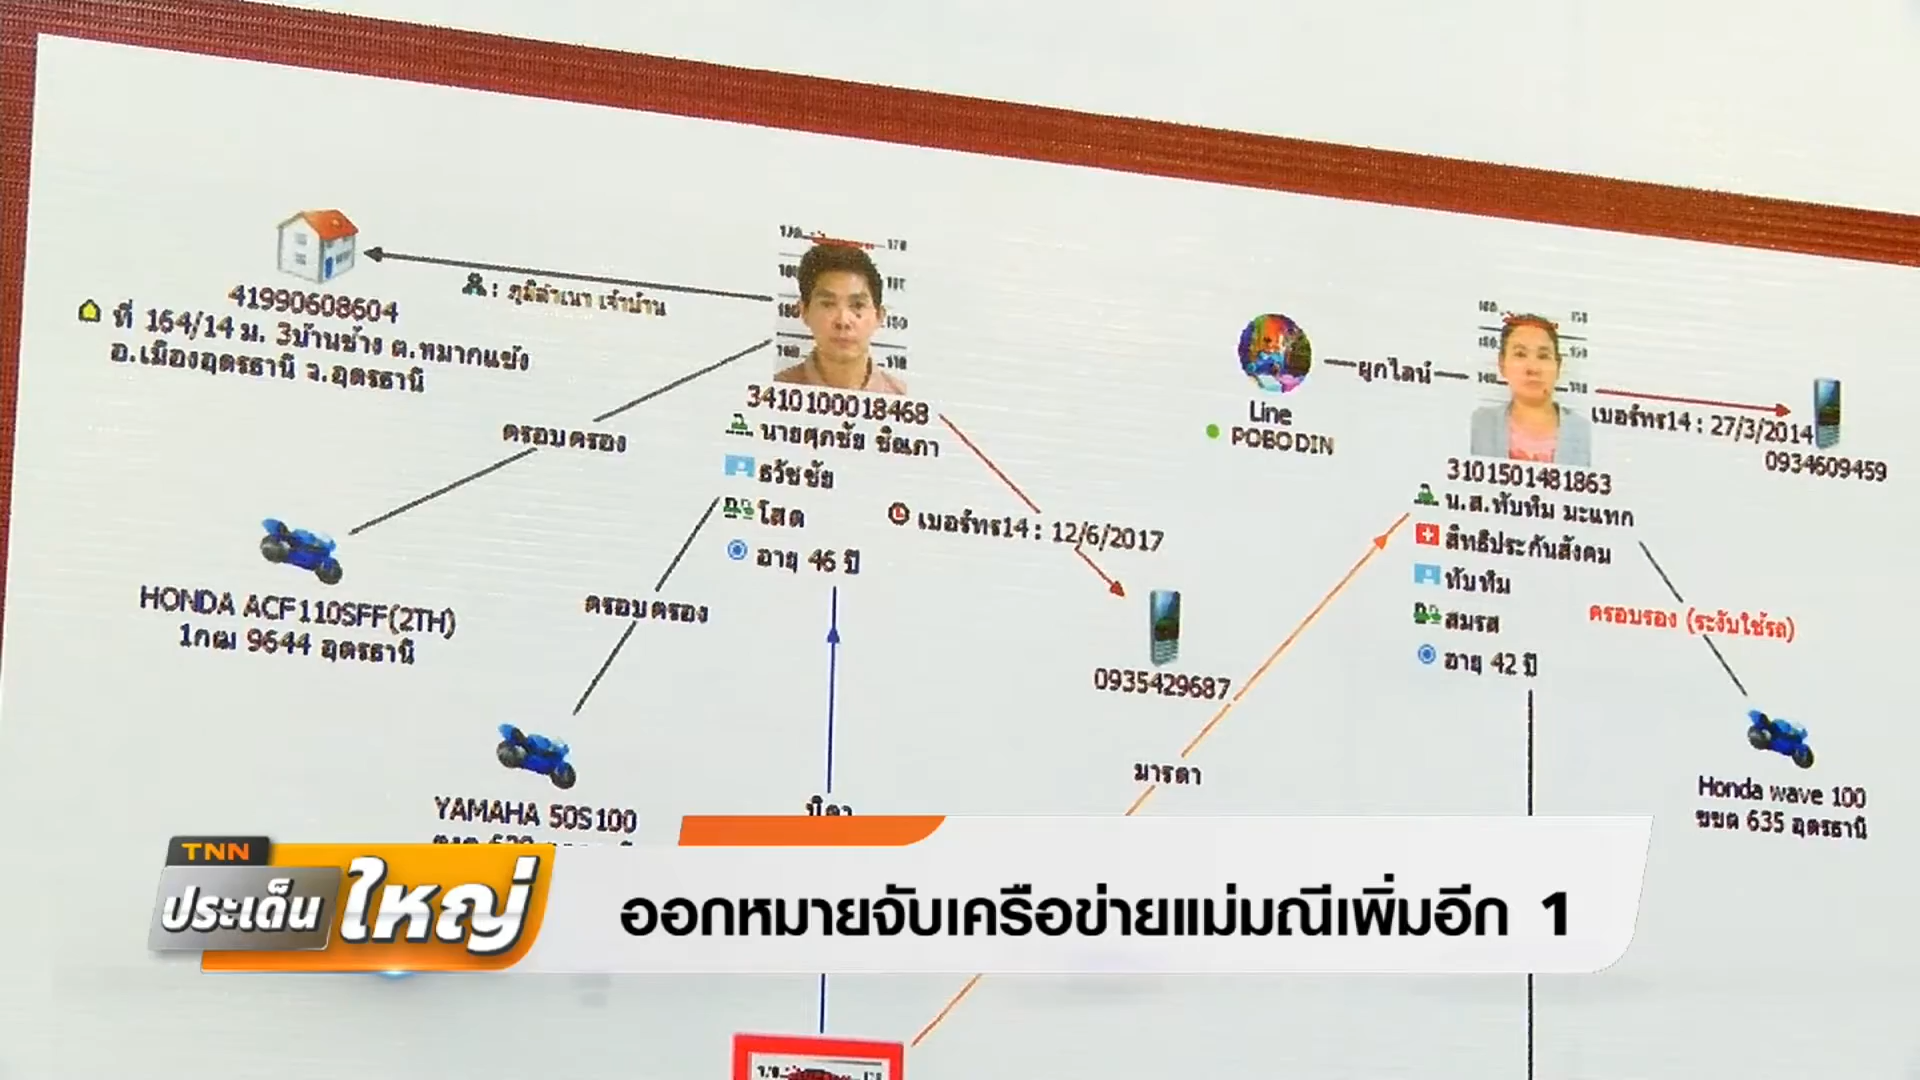 41990608604
ที่ 164/14 ม. 3บ้านช้าง ต.หมากแข้ง
อ.เมืองอุดรธานี จ.อุดรธานี
: ภูมิลำเนา เจ้าบ้าน
ครอบครอง
HONDA ACF110SFF(2TH)
1กฒ 9644 อุดรธานี
ครอบครอง
YAMAHA 50S100
3410100018468
นายศุภชัย
ธวัชชัย
โสด
อายุ 46 ปี
เบอร์ทร14 : 12/6/2017
0935429687
บิดา
มารดา
Line
POBODIN
ผูกไลน์
3101501481863
น.ส.ทับทิม มะแทก
สิทธิประกันสังคม
ทับทิม
สมรส
อายุ 42 ปี
เบอร์ทร14 : 27/3/2014
0934609459
ครอบรอง (ระงับใช้รถ)
Honda wave 100
ขขต 635 อุดรธานี
TNN
ประเด็นใหญ่
ออกหมายจับเครือข่ายแม่มณีเพิ่มอีก 1